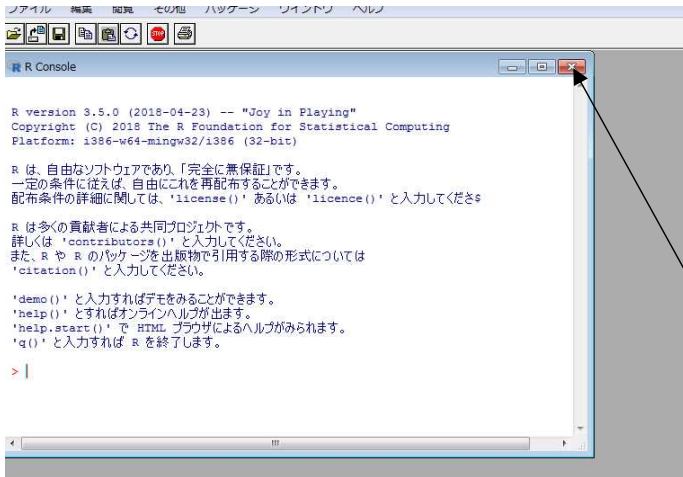 ファイル 編集 閲覧 その他 パッケージ ウインドウ ヘルプ
STOP
R R Console
R version 3.5.0 (2018-04-23) -- "Joy in Playing"
Copyright (C) 2018 The R Foundation for Statistical Computing
Platform: i386-w64-mingw32/i386 (32-bit)
R は、自由なソフトウェアであり、「完全に無保証」です。
一定の条件に従えば、自由にこれを再配布することができます。
配布条件の詳細に関しては、'license()' あるいは 'licence()' と入力してくださ$
R は多くの貢献者による共同プロジェクトです。
詳しくは 'contributors()' と入力してください。
また、R や R のパッケージを出版物で引用する際の形式については
'citation()' と入力してください。
'demo()' と入力すればデモをみることができます。
'help()' とすればオンラインヘルプが出ます。
'help.start()' で HTML ブラウザによるヘルプがみられます。
'q()' と入力すれば R を終了します。
>